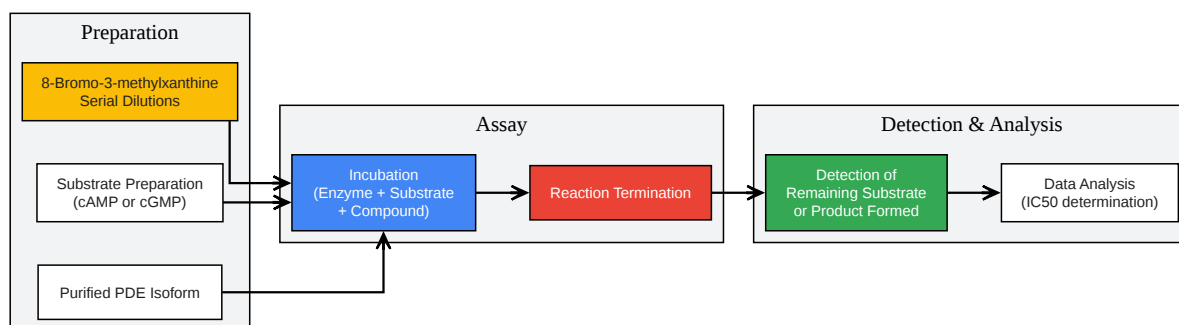 Preparation
8-Bromo-3-methylxanthine
Serial Dilutions
Substrate Preparation
(cAMP or cGMP)
Purified PDE Isoform
Assay
Incubation
(Enzyme + Substrate
+ Compound)
Reaction Termination
Detection & Analysis
Detection of
Remaining Substrate
or Product Formed
Data Analysis
(IC50 determination)